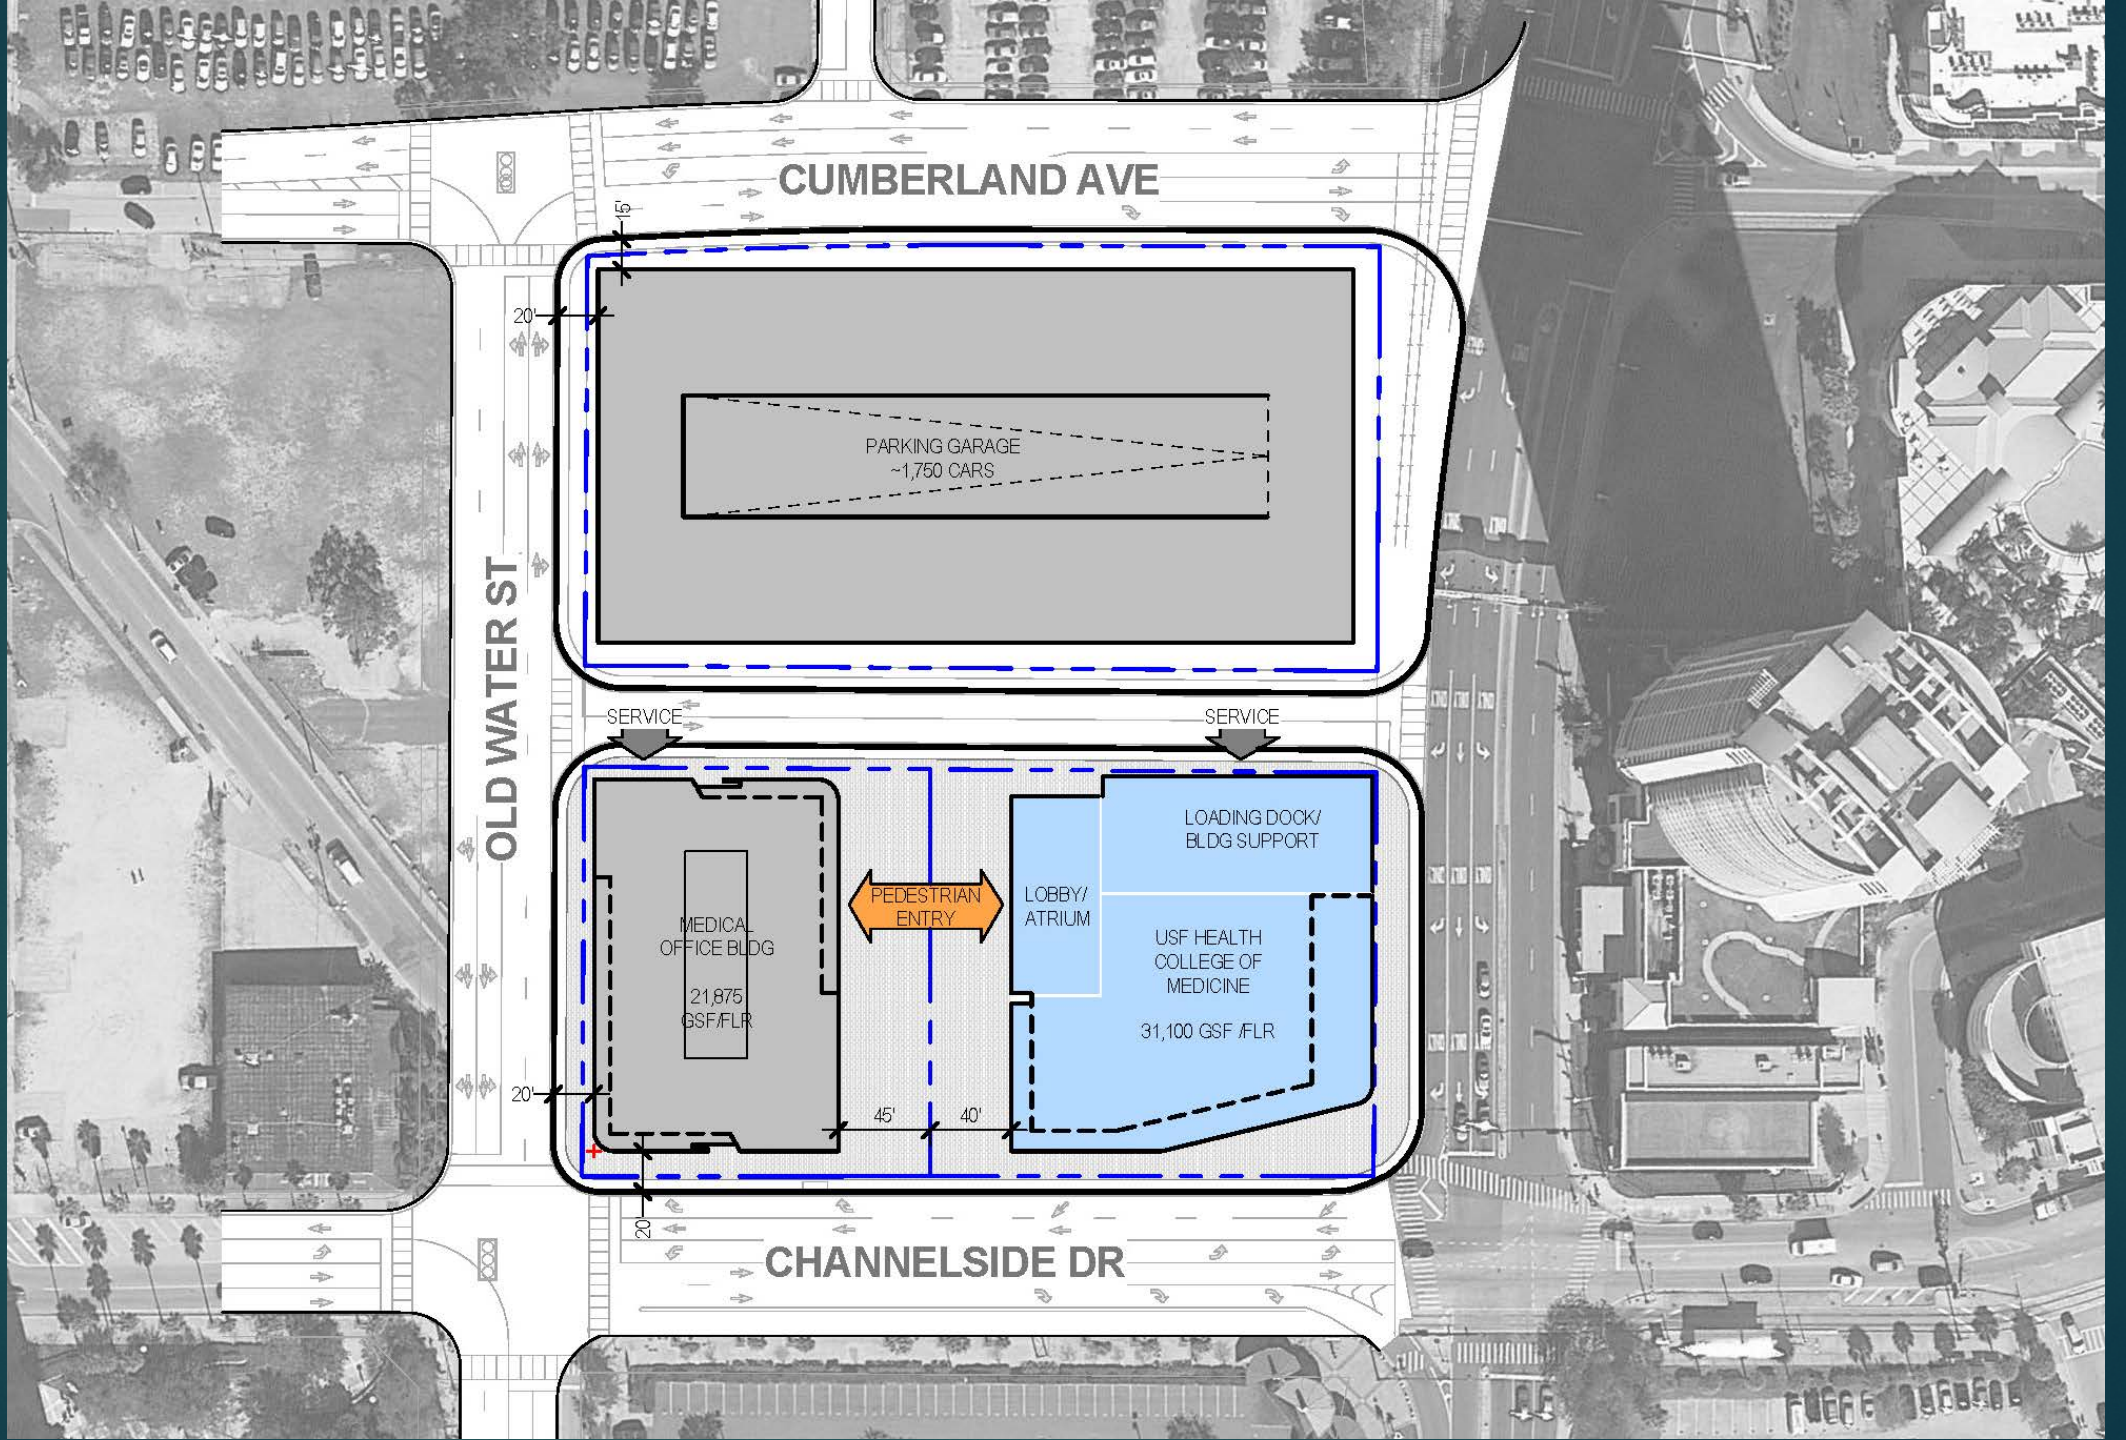 CUMBERLAND AVE
15'
20'
PARKING GARAGE
~1,750 CARS
OLD WATER ST
SERVICE
SERVICE
LOADING DOCK/
BLDG SUPPORT
PEDESTRIAN
ENTRY
LOBBY/
ATRIUM
MEDICAL
OFFICE BLDG
21,875
GSF/FLR
USF HEALTH
COLLEGE OF
MEDICINE
31,100 GSF /FLR
20'
45'
40'
20'
CHANNELSIDE DR